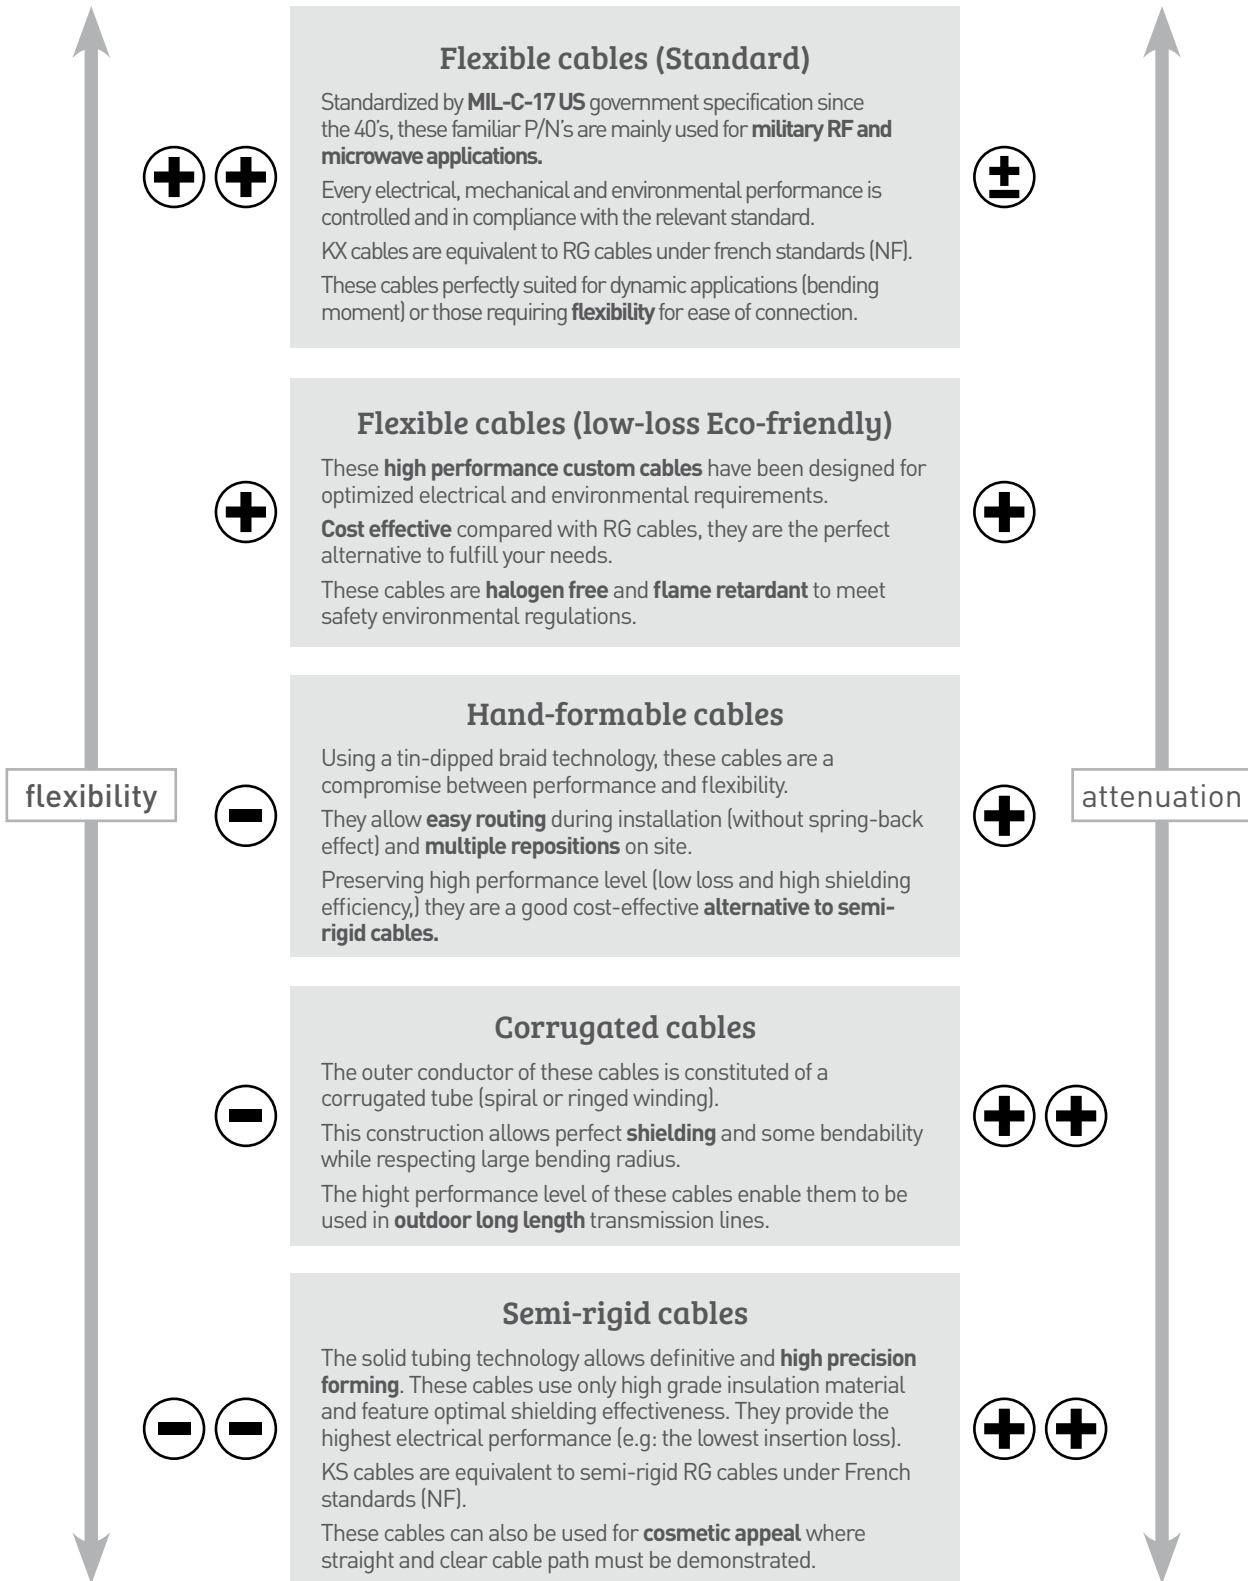 Flexible cables (Standard)
Standardized by MIL-C-17 US government specification since
the 40's, these familiar P/N's are mainly used for military RF and
microwave applications.
Every electrical, mechanical and environmental performance is
controlled and in compliance with the relevant standard.
KX cables are equivalent to RG cables under french standards (NF).
These cables perfectly suited for dynamic applications (bending
moment) or those requiring flexibility for ease of connection.
Flexible cables (low-loss Eco-friendly)
These high performance custom cables have been designed for
optimized electrical and environmental requirements.
Cost effective compared with RG cables, they are the perfect
alternative to fulfill your needs.
These cables are halogen free and flame retardant to meet
safety environmental regulations.
Hand-formable cables
Using a tin-dipped braid technology, these cables are a
compromise between performance and flexibility.
They allow easy routing during installation (without spring-back
effect) and multiple repositions on site.
Preserving high performance level (low loss and high shielding
efficiency,) they are a good cost-effective alternative to semi-
rigid cables.
flexibility
attenuation
Corrugated cables
The outer conductor of these cables is constituted of a
corrugated tube (spiral or ringed winding).
This construction allows perfect shielding and some bendability
while respecting large bending radius.
The hight performance level of these cables enable them to be
used in outdoor long length transmission lines.
Semi-rigid cables
The solid tubing technology allows definitive and high precision
forming. These cables use only high grade insulation material
and feature optimal shielding effectiveness. They provide the
highest electrical performance (e.g: the lowest insertion loss).
KS cables are equivalent to semi-rigid RG cables under French
standards (NF).
These cables can also be used for cosmetic appeal where
straight and clear cable path must be demonstrated.